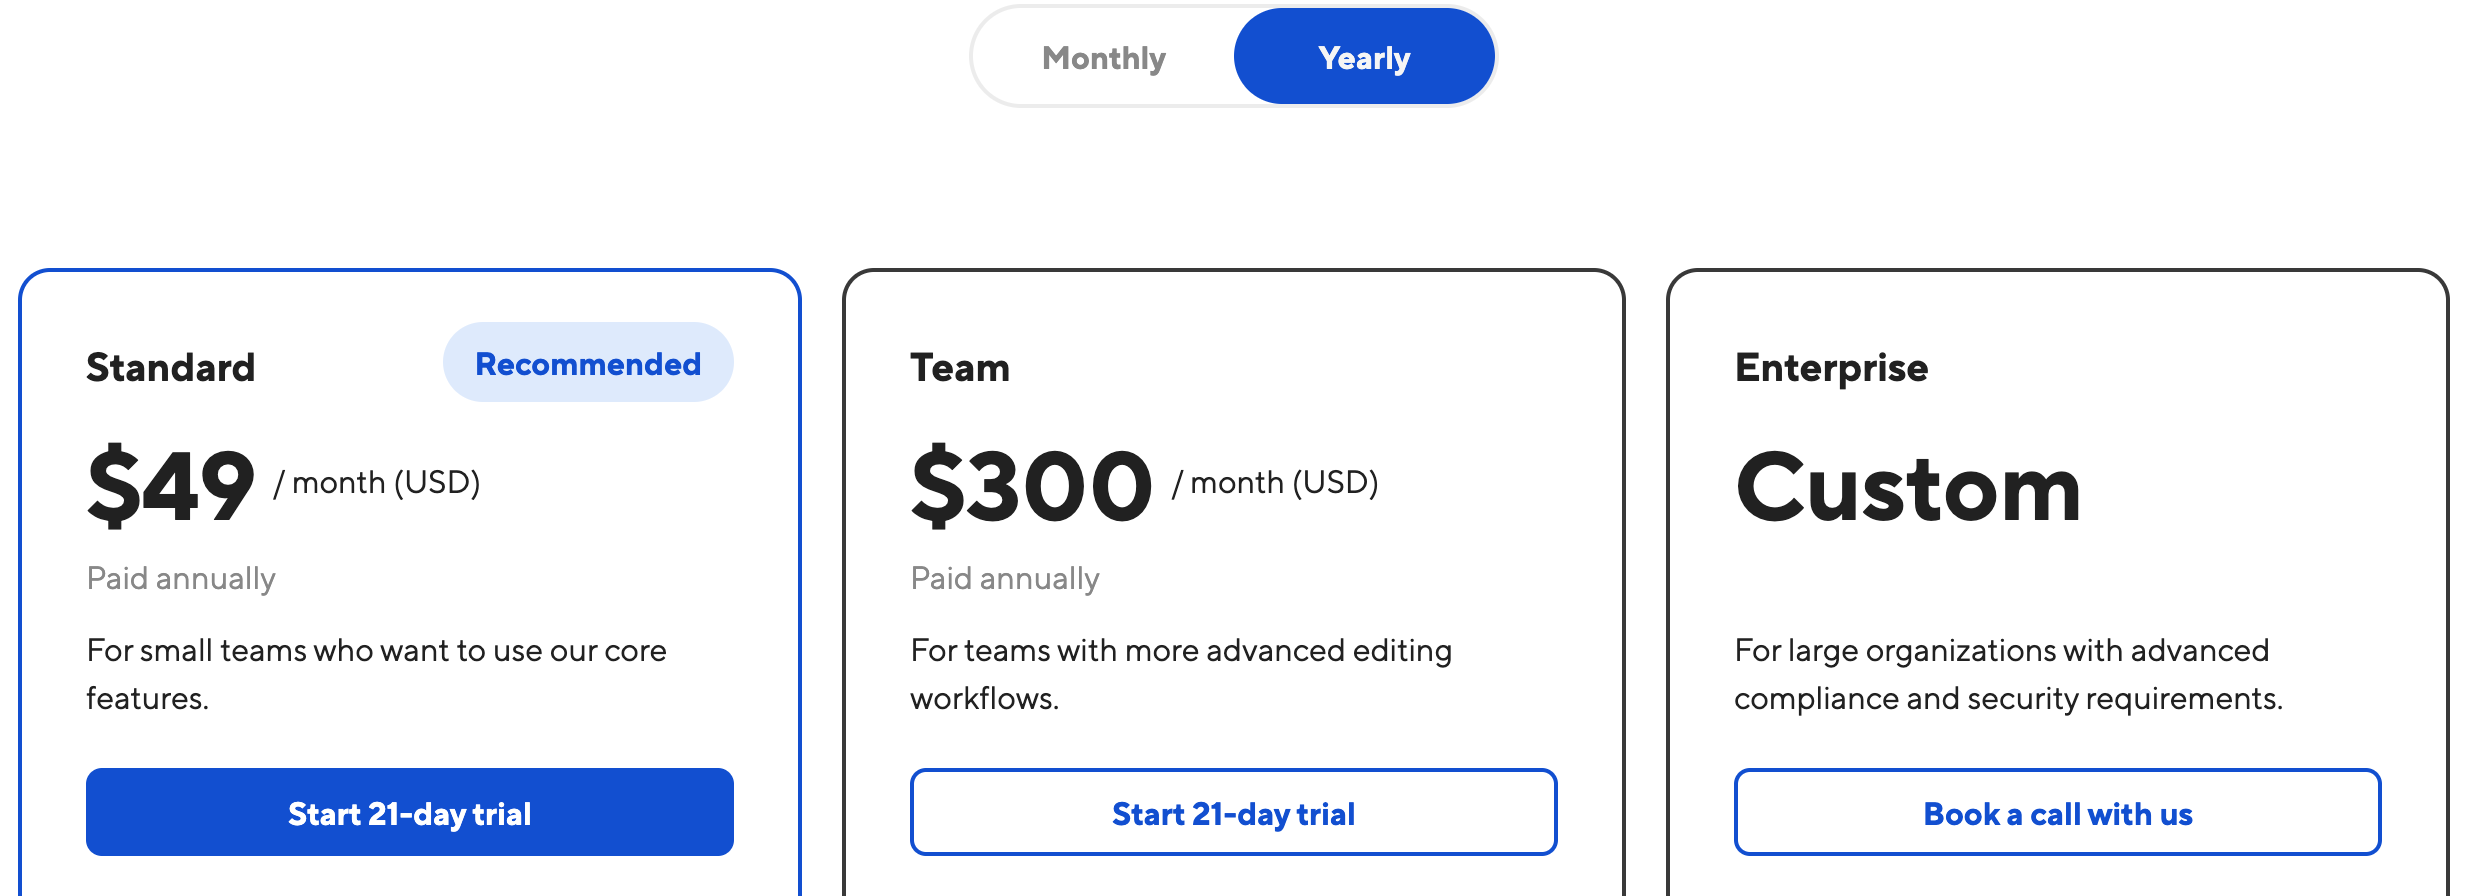 Monthly
Yearly
Standard
Recommended
$49 / month (USD)
Paid annually
For small teams who want to use our core
features.
Start 21-day trial
Team
$300 / month (USD)
Paid annually
For teams with more advanced editing
workflows.
Start 21-day trial
Enterprise
Custom
For large organizations with advanced
compliance and security requirements.
Book a call with us